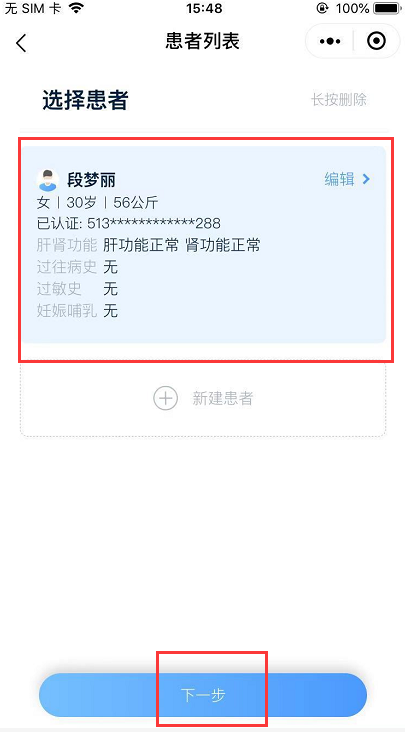 无 SIM 卡 15:48 100%
患者列表
选择患者 长按删除
段梦丽 编辑
女 | 30岁 | 56公斤
已认证: 513************288
肝肾功能 肝功能正常 肾功能正常
过往病史 无
过敏史 无
妊娠哺乳 无
新建患者
下一步